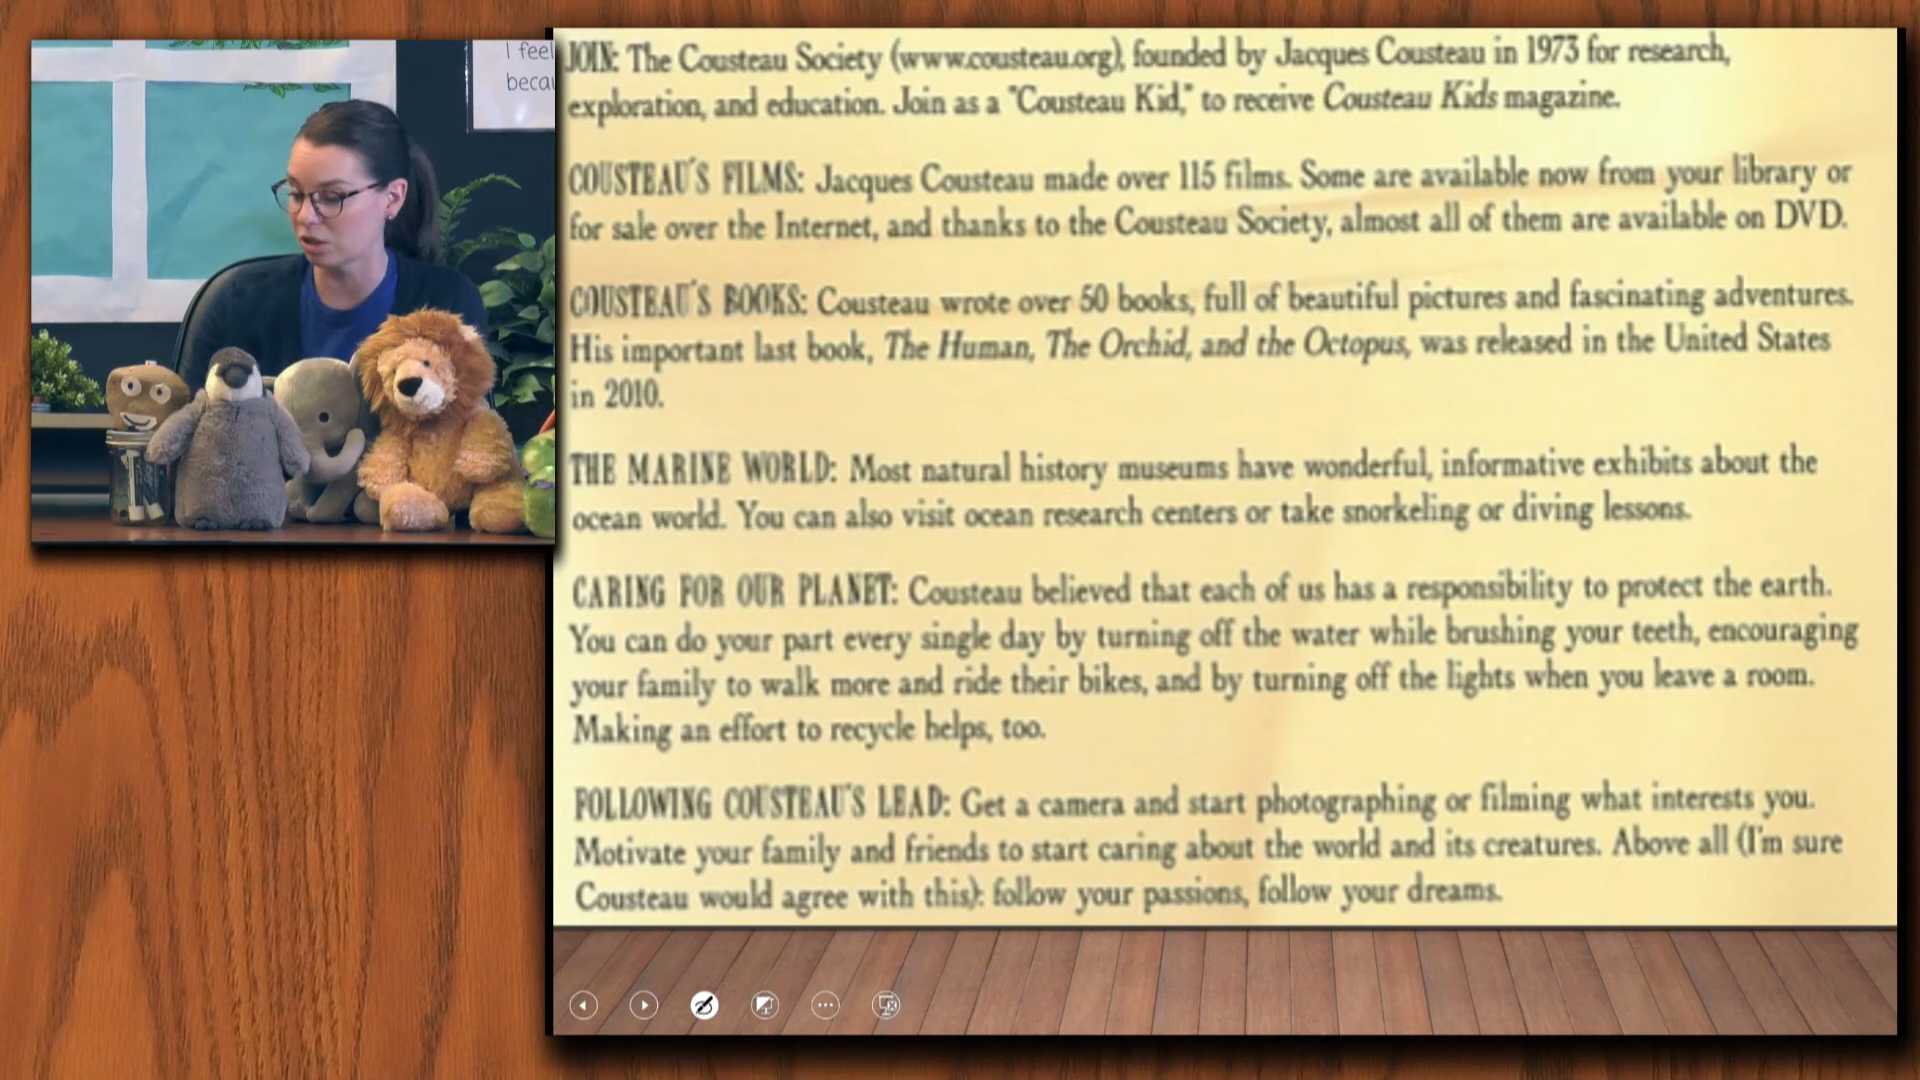 I feel
becau
JOIN: The Cousteau Society (www.cousteau.org), founded by Jacques Cousteau in 1973 for research,
exploration, and education. Join as a "Cousteau Kid," to receive Cousteau Kids magazine.
COUSTEAU'S FILMS: Jacques Cousteau made over 115 films. Some are available now from your library or
for sale over the Internet, and thanks to the Cousteau Society, almost all of them are available on DVD.
COUSTEAU'S BOOKS: Cousteau wrote over 50 books, full of beautiful pictures and fascinating adventures.
His important last book, The Human, The Orchid, and the Octopus, was released in the United States
in 2010.
THE MARINE WORLD: Most natural history museums have wonderful, informative exhibits about the
ocean world. You can also visit ocean research centers or take snorkeling or diving lessons.
CARING FOR OUR PLANET: Cousteau believed that each of us has a responsibility to protect the earth.
You can do your part every single day by turning off the water while brushing your teeth, encouraging
your family to walk more and ride their bikes, and by turning off the lights when you leave a room.
Making an effort to recycle helps, too.
FOLLOWING COUSTEAU'S LEAD: Get a camera and start photographing or filming what interests you.
Motivate your family and friends to start caring about the world and its creatures. Above all (I'm sure
Cousteau would agree with this): follow your passions, follow your dreams.